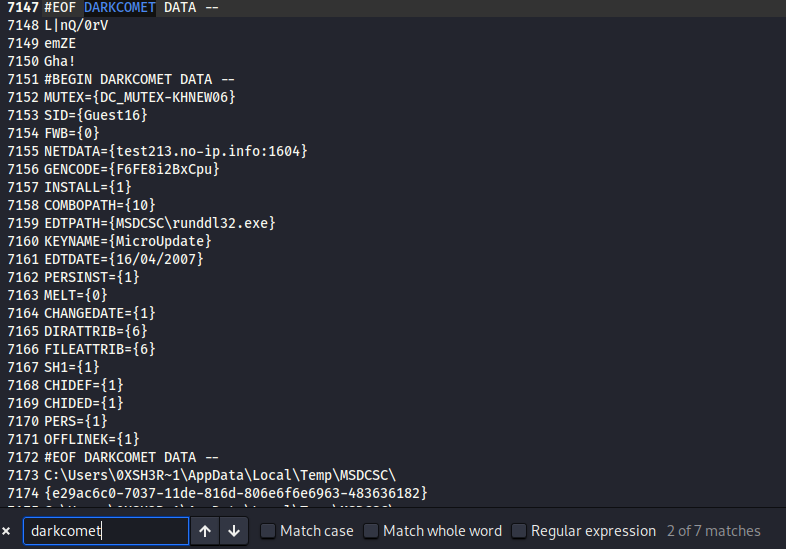 7147 #EOF DARKCOMET DATA --
7148 L|nQ/0rV
7149 emZE
7150 Gha!
7151 #BEGIN DARKCOMET DATA --
7152 MUTEX={DC_MUTEX-KHNEW06}
7153 SID={Guest16}
7154 FWB={0}
7155 NETDATA={test213.no-ip.info:1604}
7156 GENCODE={F6FE8i2BxCpu}
7157 INSTALL={1}
7158 COMBOPATH={10}
7159 EDTPATH={MSDCSC\runddl32.exe}
7160 KEYNAME={MicroUpdate}
7161 EDTDATE={16/04/2007}
7162 PERSINST={1}
7163 MELT={0}
7164 CHANGEDATE={1}
7165 DIRATTRIB={6}
7166 FILEATTRIB={6}
7167 SH1={1}
7168 CHIDEF={1}
7169 CHIDED={1}
7170 PERS={1}
7171 OFFLINEK={1}
7172 #EOF DARKCOMET DATA --
7173 C:\Users\0XSH3R~1\AppData\Local\Temp\MSDCSC\
7174 {e29ac6c0-7037-11de-816d-806e6f6e6963-483636182}
darkcomet Match case Match whole word Regular expression 2 of 7 matches